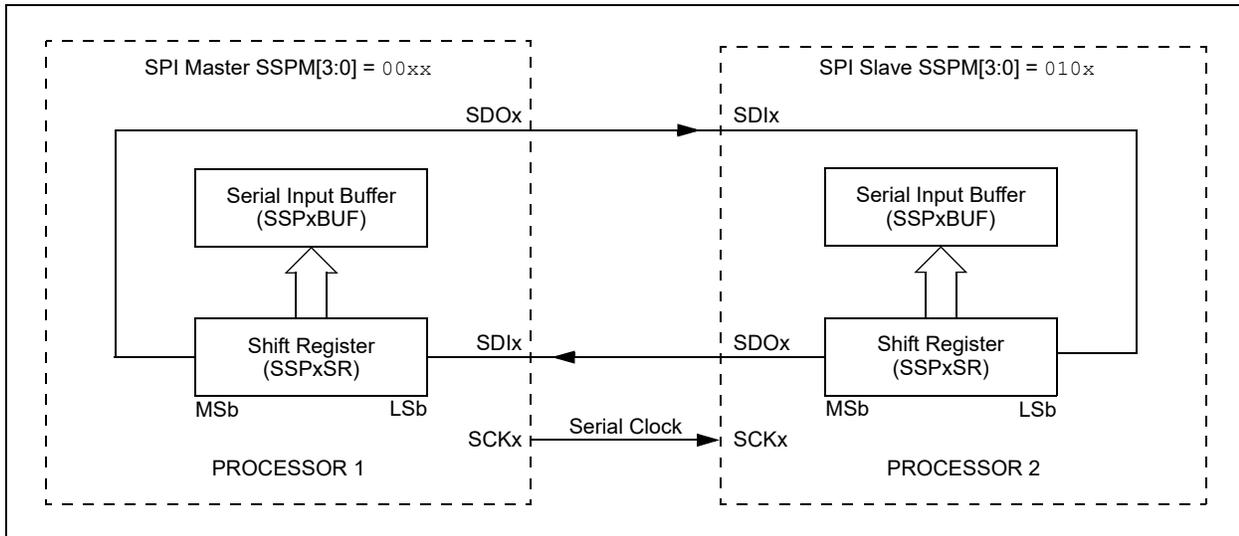 SPI Master SSPM[3:0] = 00xx
SPI Slave SSPM[3:0] = 010x
SDOx
SDIx
Serial Input Buffer
(SSPxBUF)
Serial Input Buffer
(SSPxBUF)
Shift Register
(SSPxSR)
SDIx
SDOx
Shift Register
(SSPxSR)
MSb
LSb
MSb
LSb
SCKx
Serial Clock
SCKx
PROCESSOR 1
PROCESSOR 2